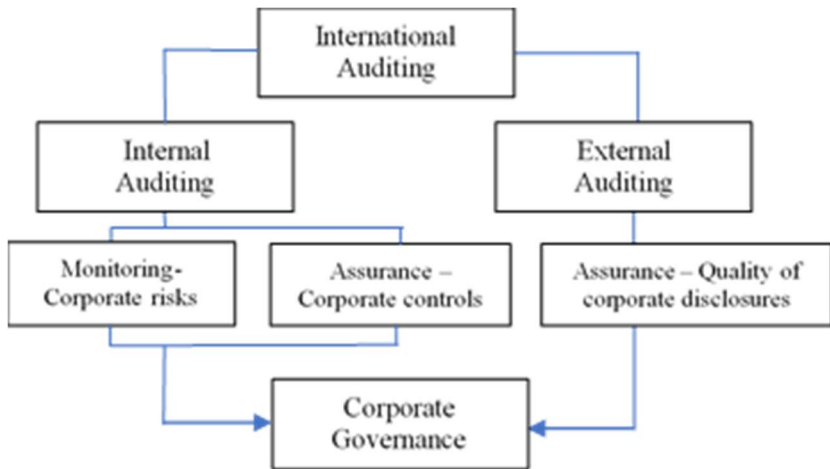 International
Auditing
Internal
Auditing
External
Auditing
Monitoring-
Corporate risks
Assurance –
Corporate controls
Assurance – Quality of
corporate disclosures
Corporate
Governance